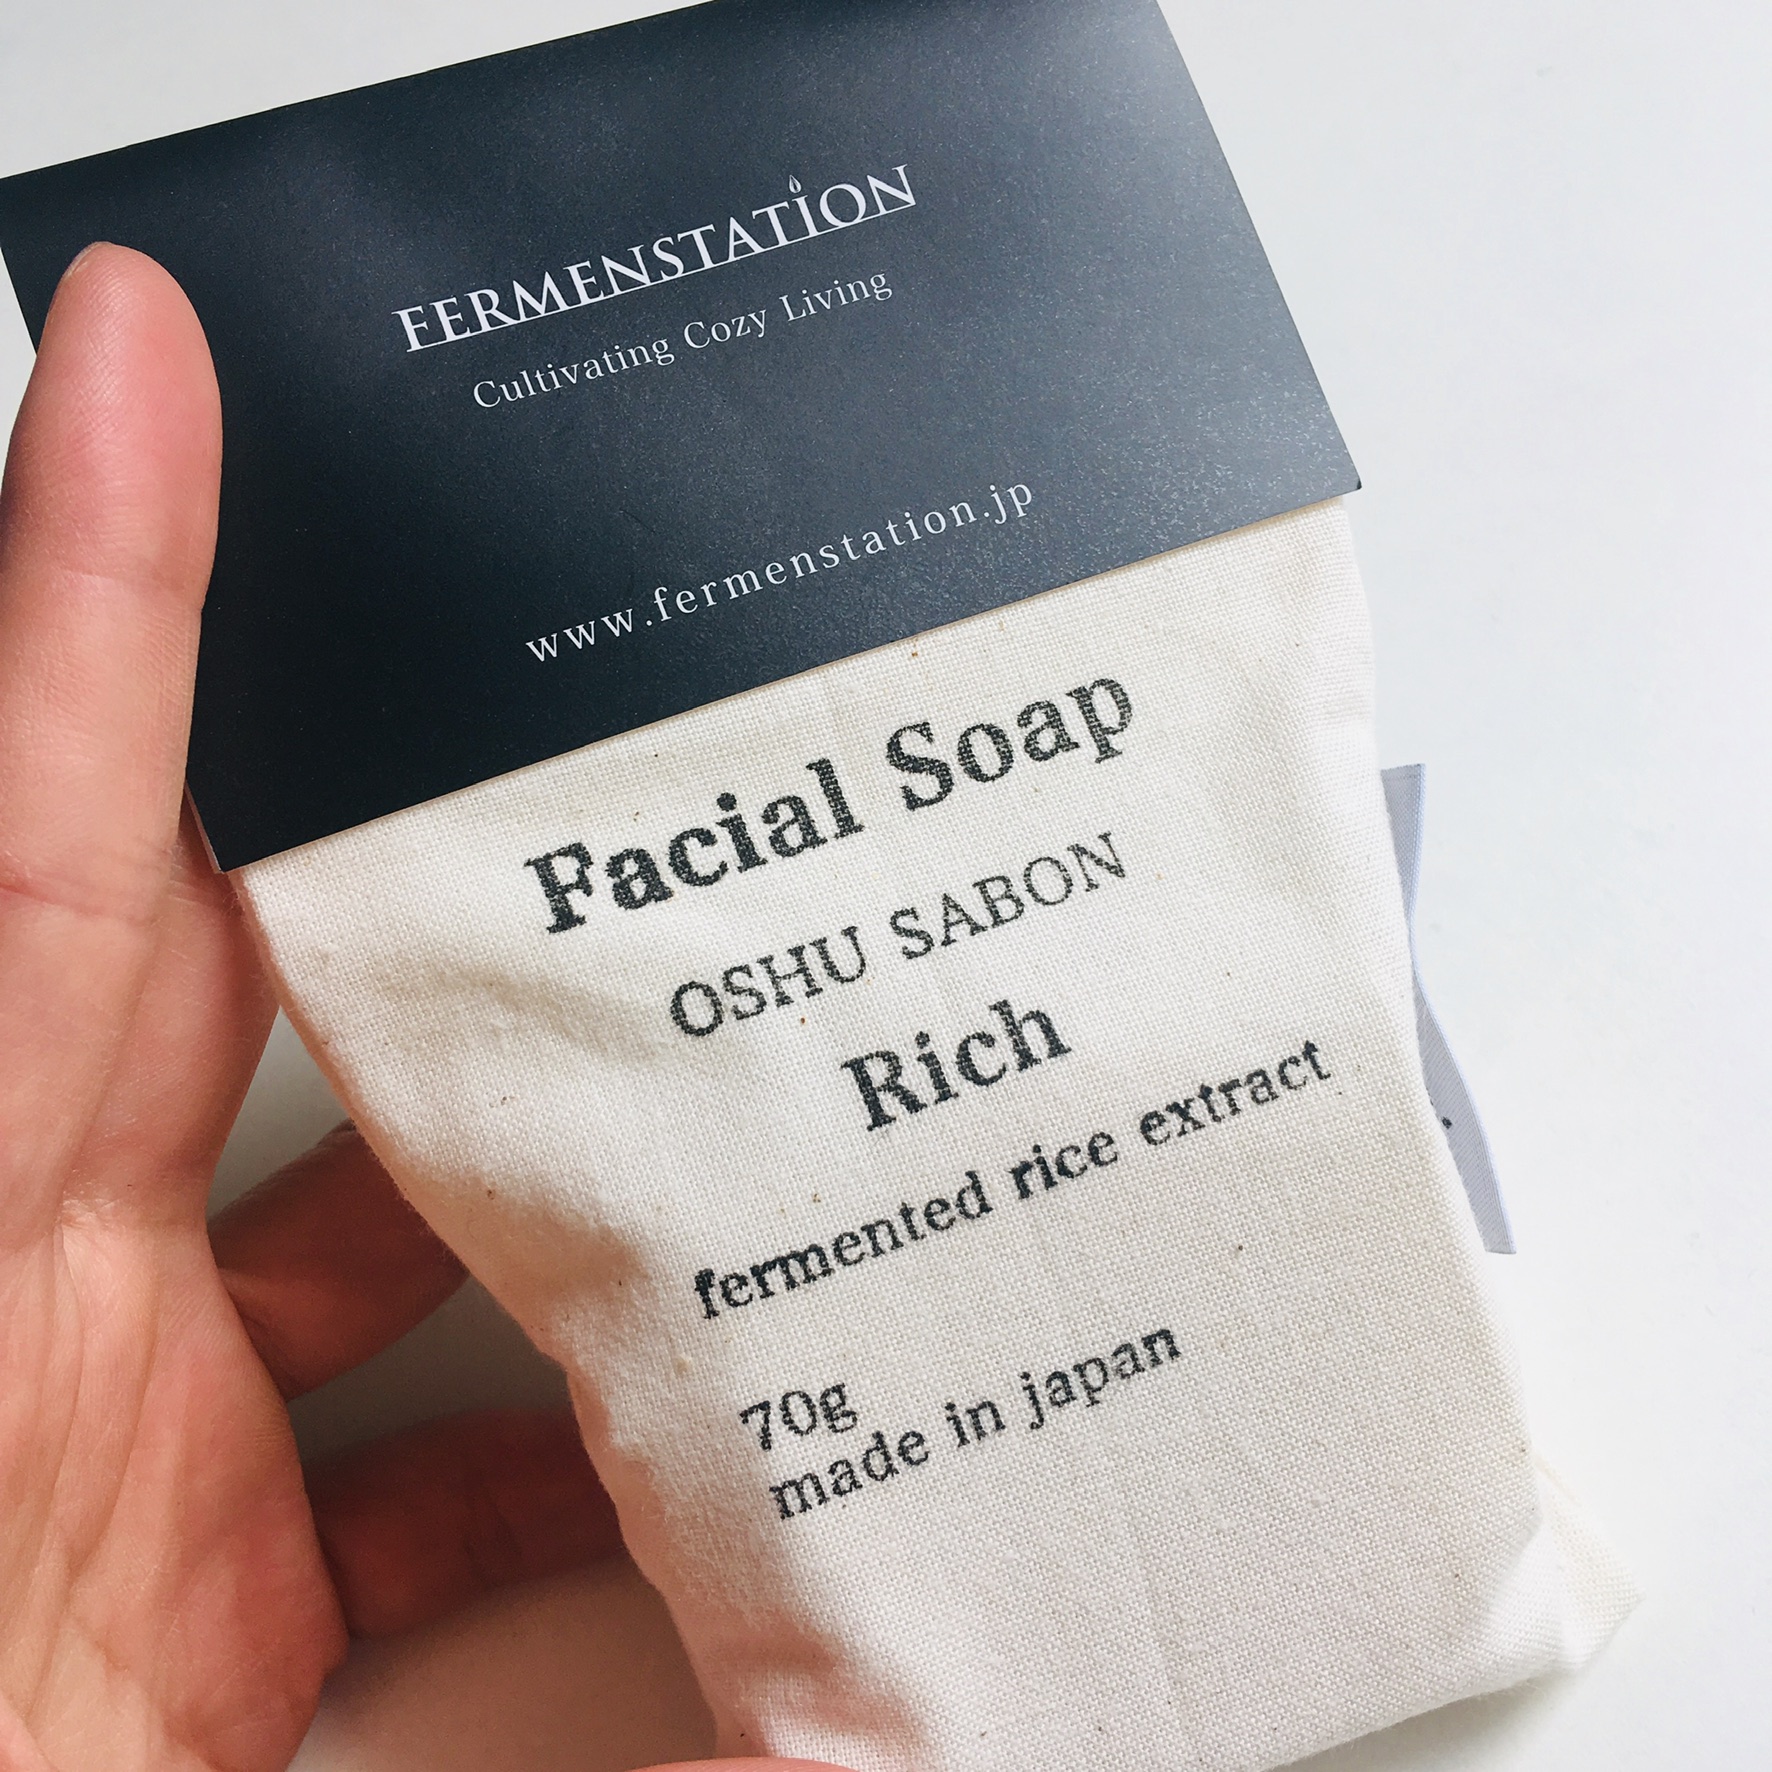 FERMENSTATION
Cultivating Cozy Living
www.fermenstation.jp
Facial Soap
OSHU SABON
Rich
fermented rice extract
70g
made in japan